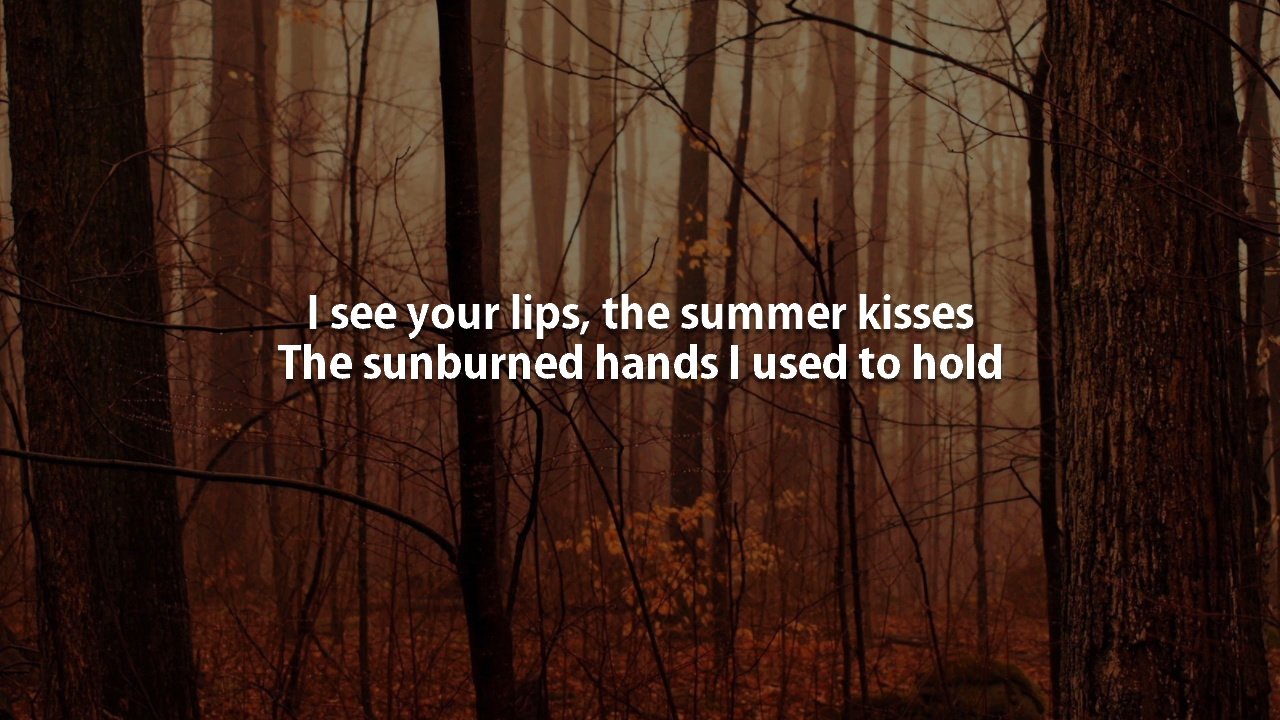 I see your lips, the summer kisses
The sunburned hands I used to hold